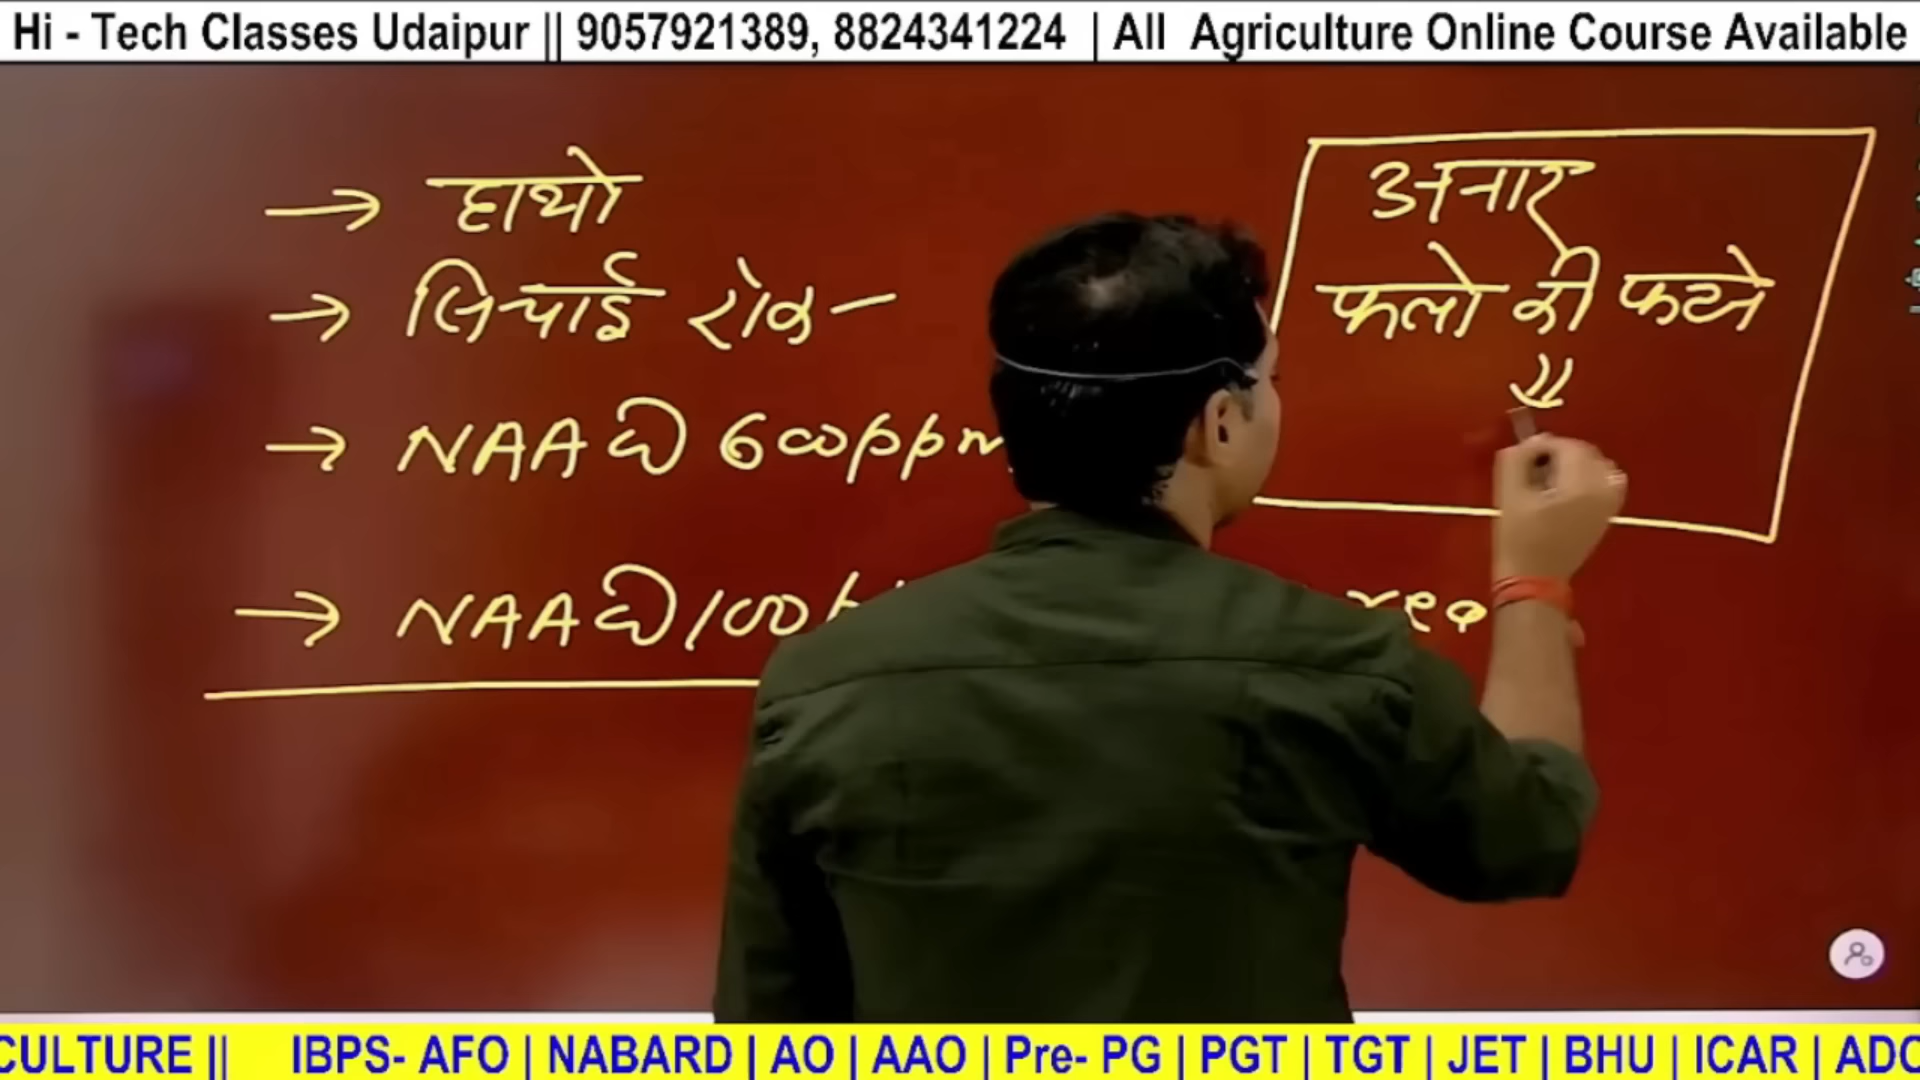 Hi - Tech Classes Udaipur || 9057921389, 8824341224 | All Agriculture Online Course Available
→ हाथो
→ सिचाई रोक -
→ NAA @ 600ppm
→ NAA @ 100
अनार
फलो की फटने
CULTURE || IBPS- AFO | NABARD | AO | AAO | Pre- PG | PGT | TGT | JET | BHU | ICAR | ADO